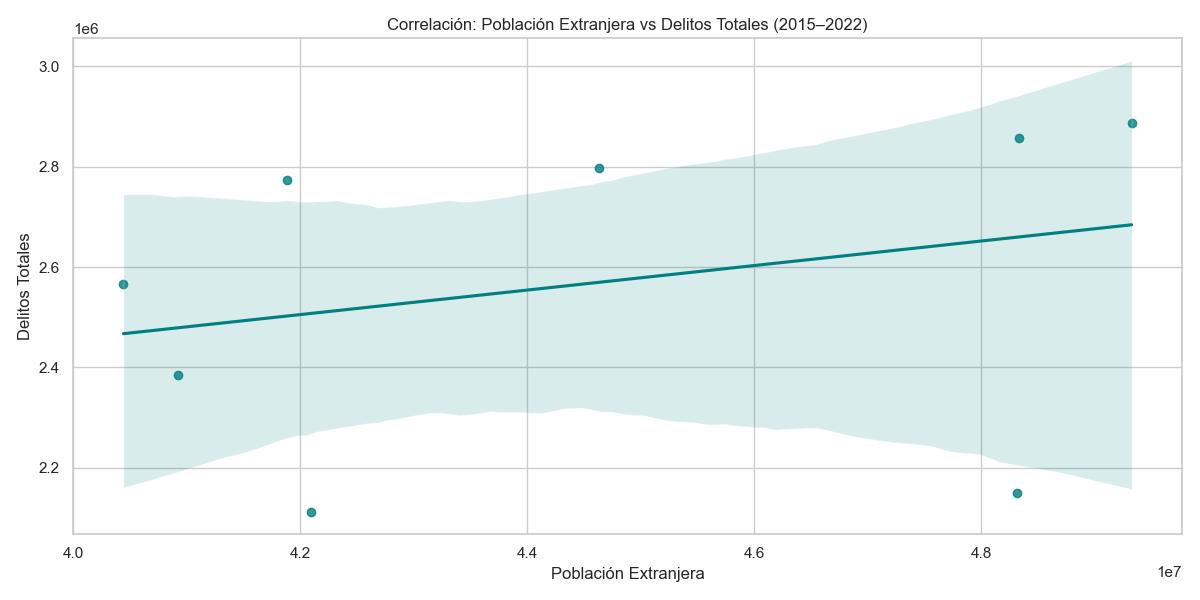 Correlación: Población Extranjera vs Delitos Totales (2015–2022)
1e6
3.0
2.8
2.6
2.4
2.2
Delitos Totales
4.0 4.2 4.4 4.6 4.8
1e7
Población Extranjera